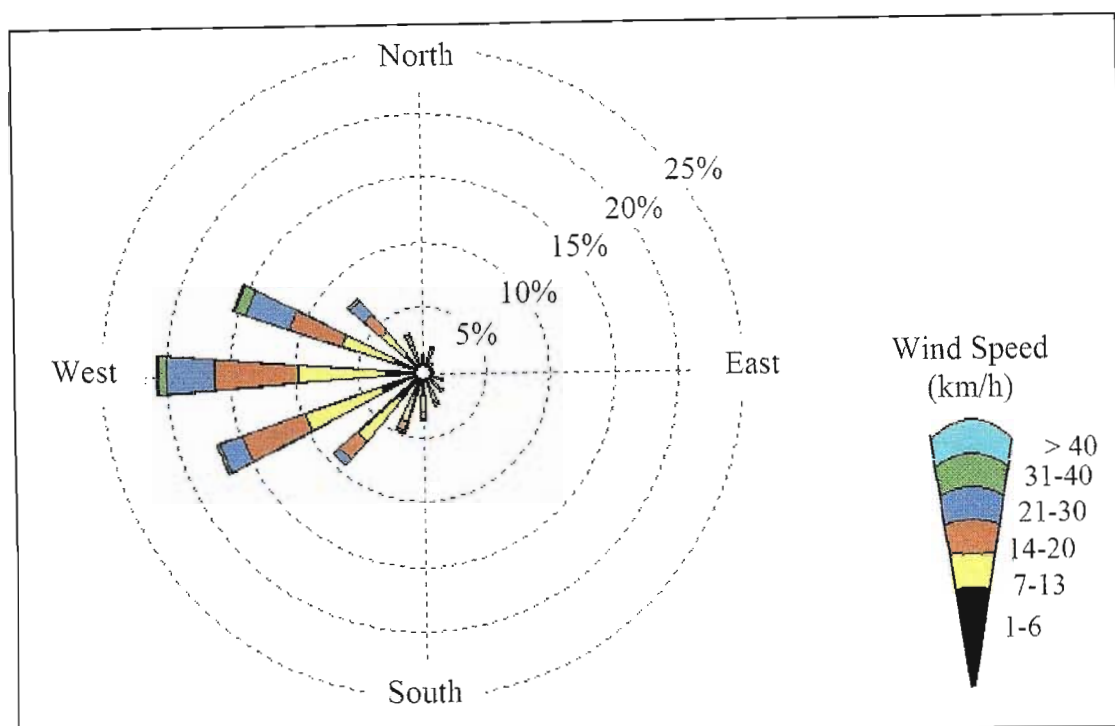 North
25%
20%
15%
10%
5%
West
East
South
Wind Speed
(km/h)
> 40
31-40
21-30
14-20
7-13
1-6